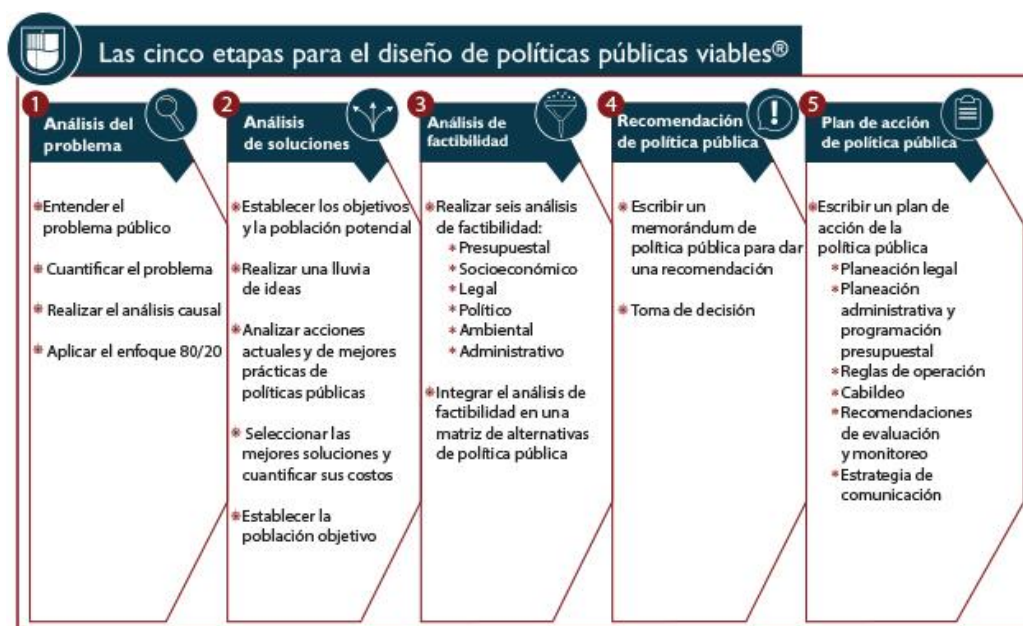 Las cinco etapas para el diseño de políticas públicas viables®
1
Análisis del
problema
Entender el
problema público
Cuantificar el problema
Realizar el análisis causal
Aplicar el enfoque 80/20
2
Análisis
de soluciones
Establecer los objetivos
y la población potencial
Realizar una lluvia
de ideas
Analizar acciones
actuales y de mejores
prácticas de
políticas públicas
Seleccionar las
mejores soluciones y
cuantificar sus costos
Establecer la
población objetivo
3
Análisis de
factibilidad
Realizar seis análisis
de factibilidad:
* Presupuestal
* Socioeconómico
* Legal
* Político
* Ambiental
* Administrativo
Integrar el análisis de
factibilidad en una
matriz de alternativas
de política pública
4
Recomendación
de política pública
Escribir un
memorándum de
política pública para dar
una recomendación
Toma de decisión
5
Plan de acción
de política pública
Escribir un plan de
acción de la
política pública
* Planeación legal
* Planeación
administrativa y
programación
presupuestal
* Reglas de operación
* Cabildeo
* Recomendaciones
de evaluación
y monitoreo
* Estrategia de
comunicación